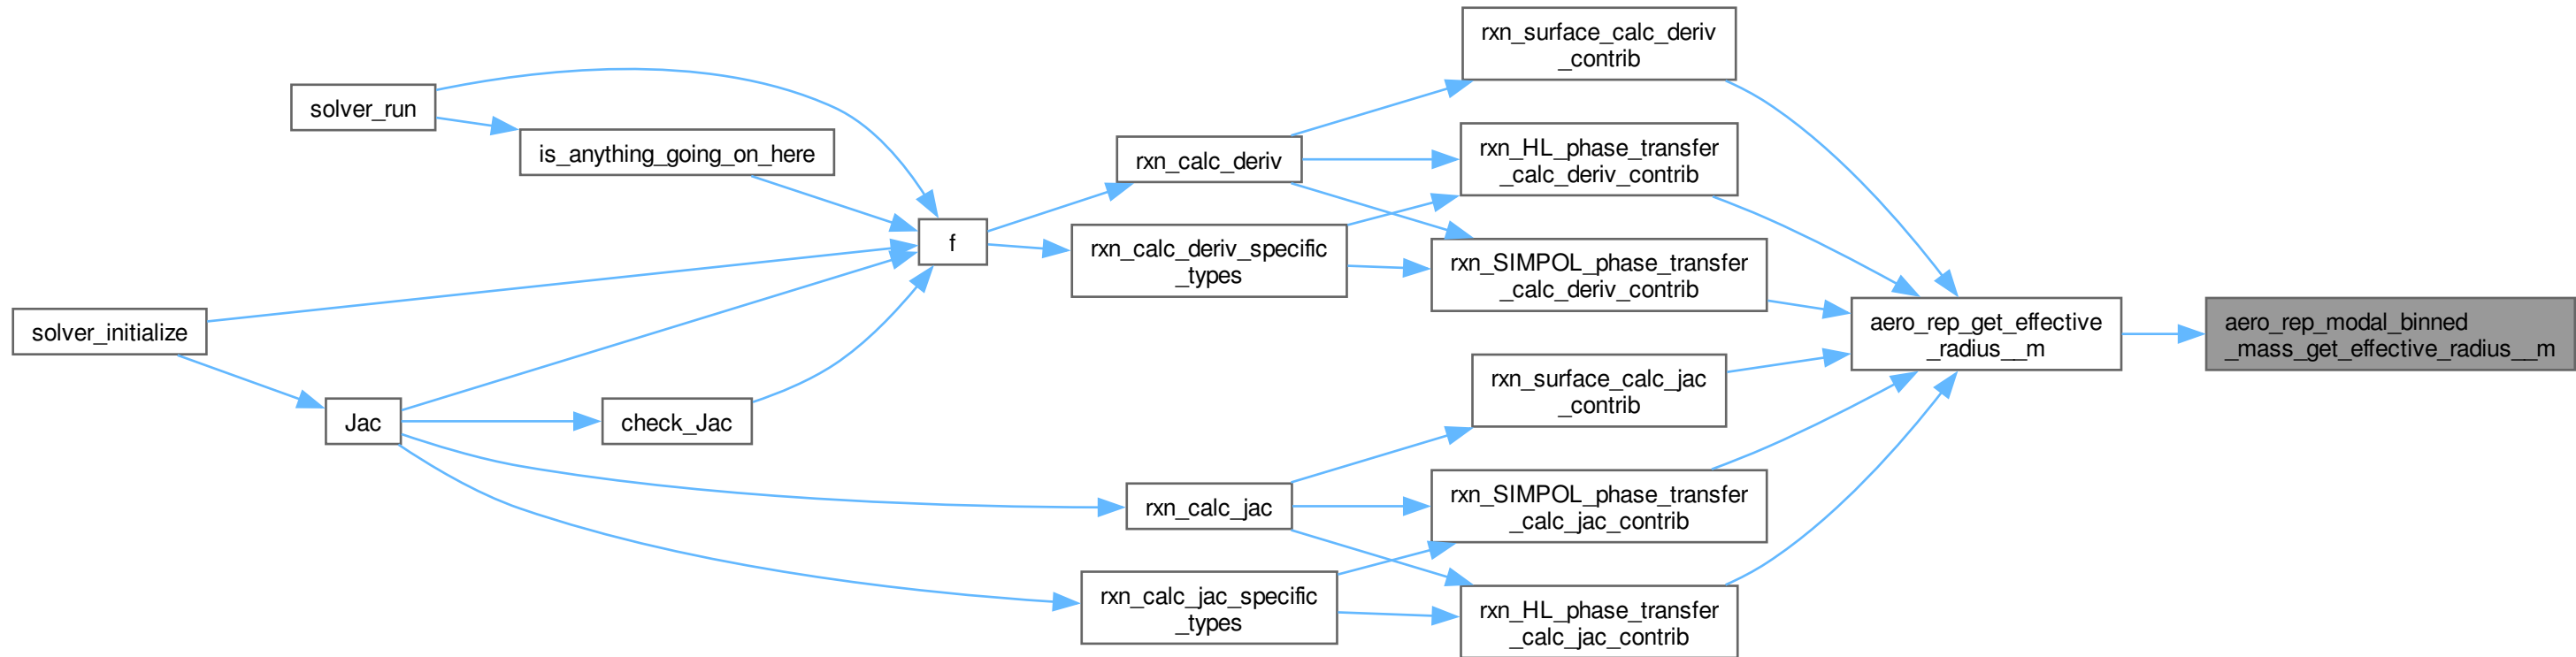 solver_run
is_anything_going_on_here
solver_initialize
Jac
check_Jac
f
rxn_calc_deriv
rxn_calc_deriv_specific
_types
rxn_calc_jac
rxn_calc_jac_specific
_types
rxn_surface_calc_deriv
_contrib
rxn_HL_phase_transfer
_calc_deriv_contrib
rxn_SIMPOL_phase_transfer
_calc_deriv_contrib
rxn_surface_calc_jac
_contrib
rxn_SIMPOL_phase_transfer
_calc_jac_contrib
rxn_HL_phase_transfer
_calc_jac_contrib
aero_rep_get_effective
_radius__m
aero_rep_modal_binned
_mass_get_effective_radius__m